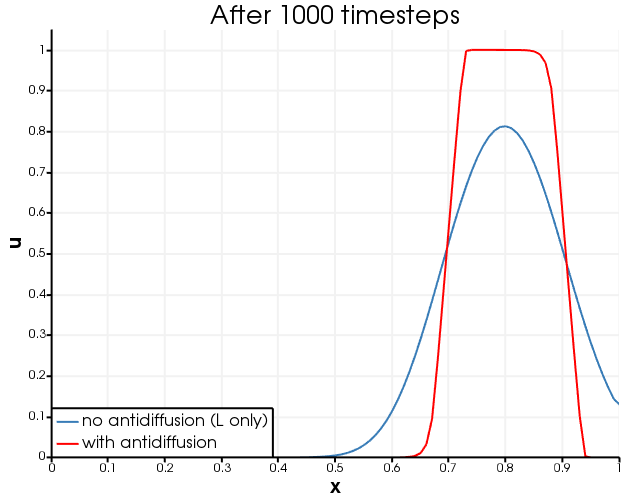 After 1000 timesteps
1
0.9
0.8
0.7
0.6
u
0.5
0.4
0.3
0.2
0.1
no antidiffusion (L only)
with antidiffusion
0
0 0.1 0.2 0.3 0.4 0.5 0.6 0.7 0.8 0.9 1
x